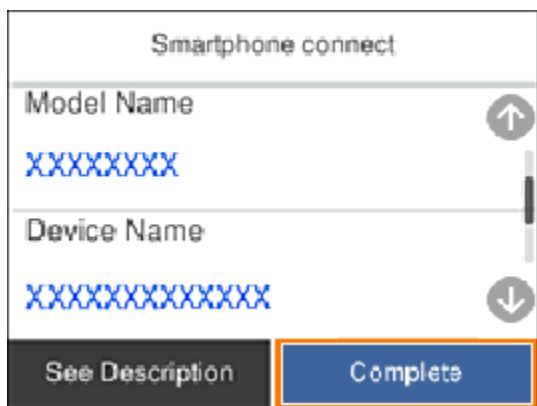 Smartphone connect
Model Name
XXXXXXXX
Device Name
XXXXXXXXXXXXX
See Description
Complete